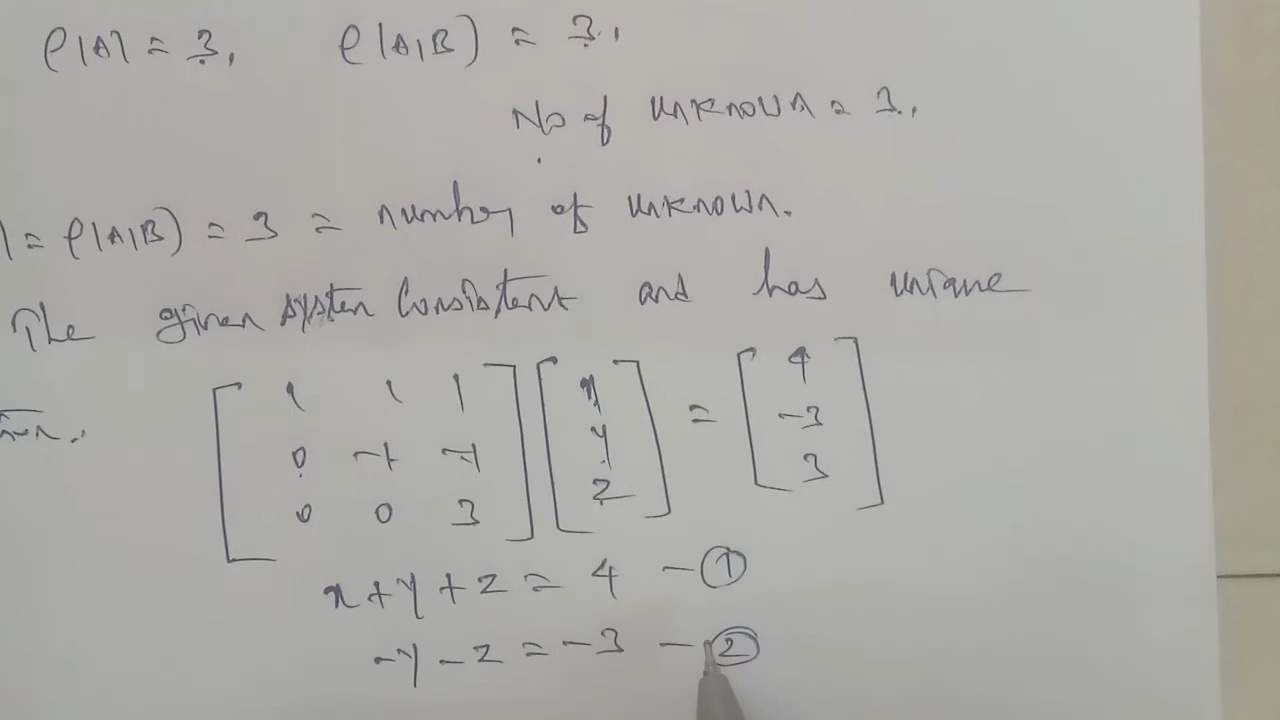 ρ(A) = 3, ρ(A,B) = 3,
No of unknown = 3,
) = ρ(A,B) = 3 = number of unknown.
The given system consistent and has unique
[ 1 1 1 ] [ x ] = [ 4 ]
[ 0 -1 -1 ] [ y ] [ -3 ]
[ 0 0 3 ] [ z ] [ 3 ]
x + y + z = 4 - ①
-y - z = -3 - ②